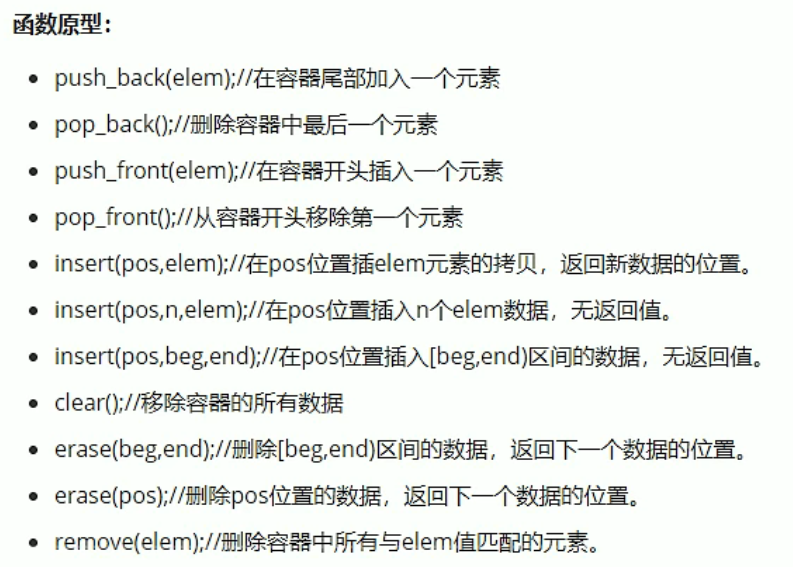 函数原型：
• push_back(elem);//在容器尾部加入一个元素
• pop_back();//删除容器中最后一个元素
• push_front(elem);//在容器开头插入一个元素
• pop_front();//从容器开头移除第一个元素
• insert(pos,elem);//在pos位置插elem元素的拷贝，返回新数据的位置。
• insert(pos,n,elem);//在pos位置插入n个elem数据，无返回值。
• insert(pos,beg,end);//在pos位置插入[beg,end)区间的数据，无返回值。
• clear();//移除容器的所有数据
• erase(beg,end);//删除[beg,end)区间的数据，返回下一个数据的位置。
• erase(pos);//删除pos位置的数据，返回下一个数据的位置。
• remove(elem);//删除容器中所有与elem值匹配的元素。